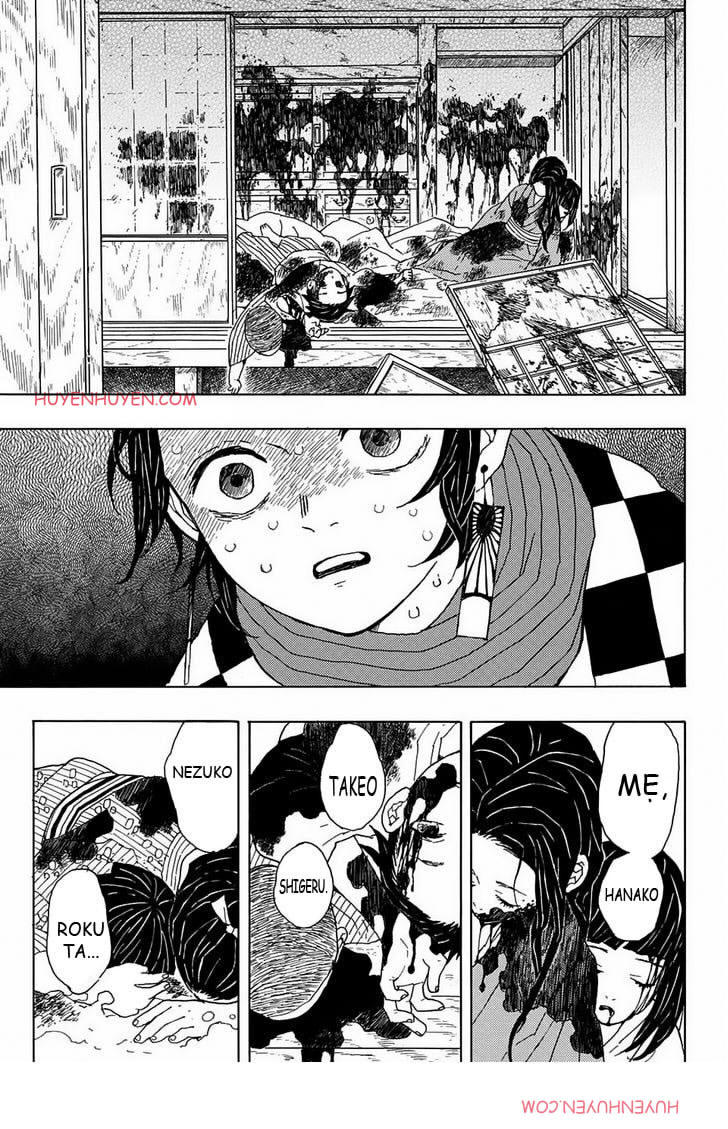 HUYENHUYEN.COM
MẸ,
HANAKO
TAKEO
SHIGERU.
NEZUKO
ROKU
TA...
HUYENHUYEN.COM